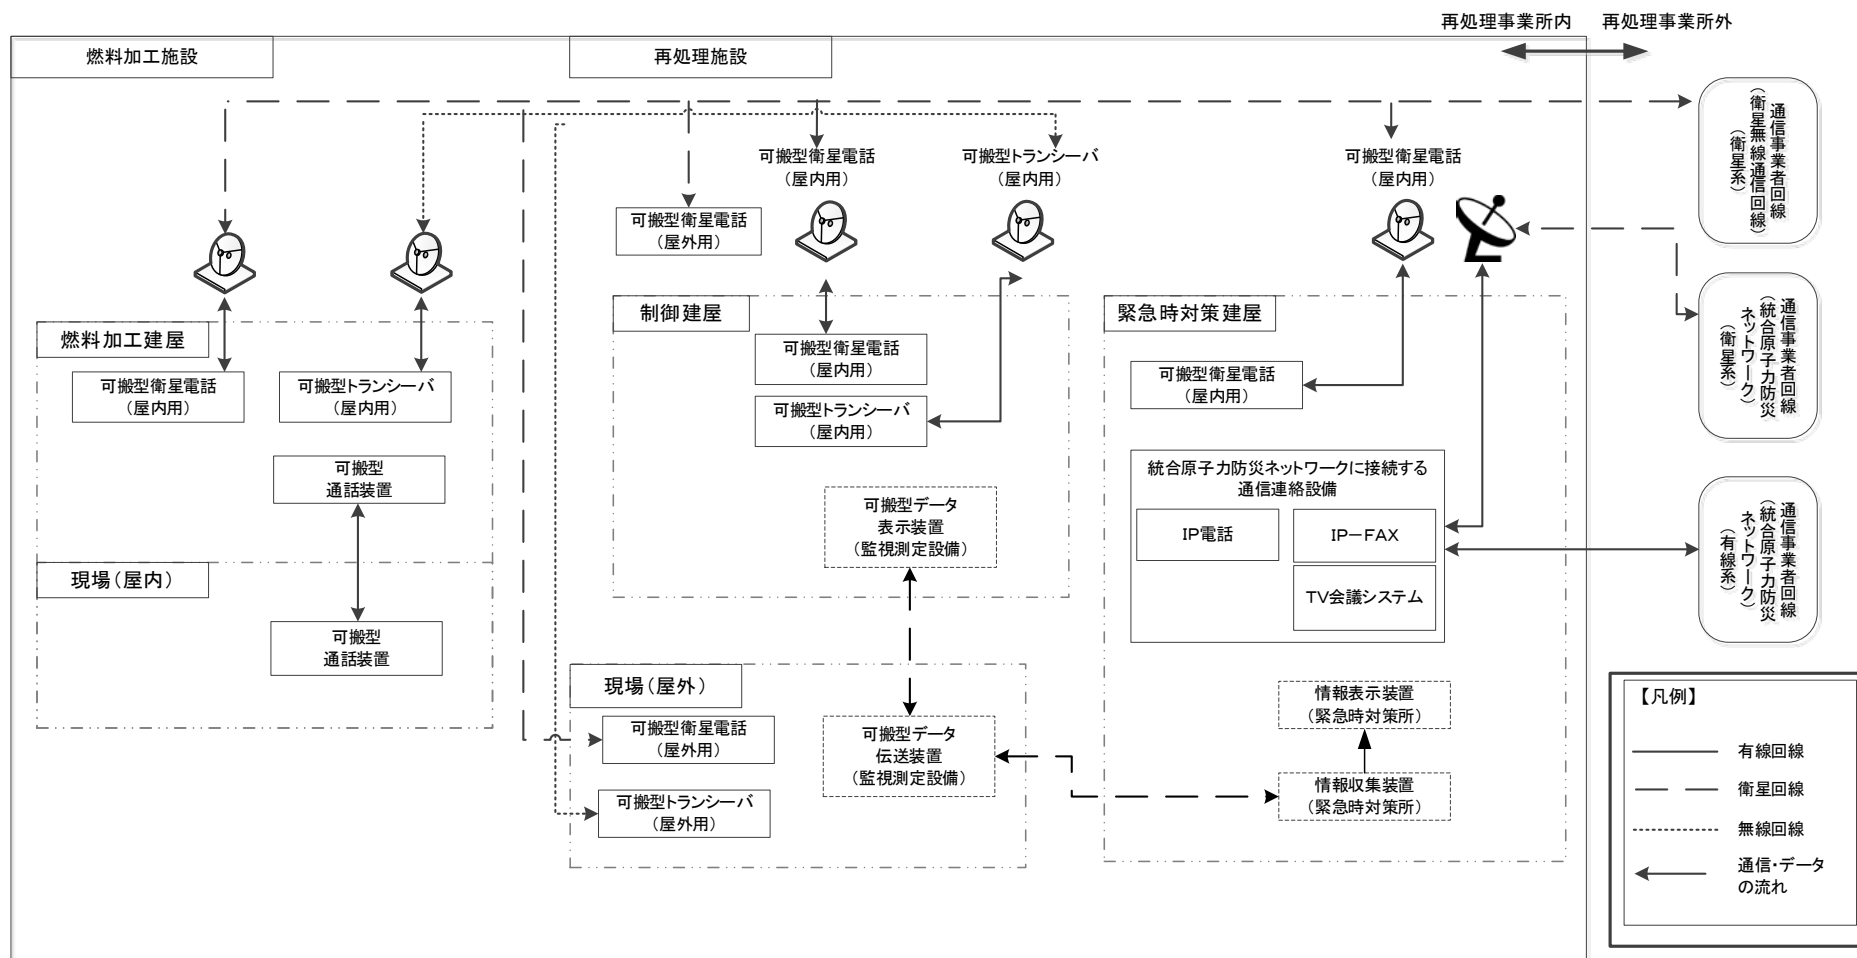 再処理事業所内
再処理事業所外
燃料加工施設
再処理施設
可搬型衛星電話
(屋内用)
可搬型トランシーバ
(屋内用)
可搬型衛星電話
(屋内用)
可搬型衛星電話
(屋外用)
燃料加工建屋
可搬型衛星電話
(屋内用)
可搬型トランシーバ
(屋内用)
可搬型
通話装置
現場(屋内)
可搬型
通話装置
制御建屋
可搬型衛星電話
(屋内用)
可搬型トランシーバ
(屋内用)
可搬型データ
表示装置
(監視測定設備)
現場(屋外)
可搬型衛星電話
(屋外用)
可搬型トランシーバ
(屋外用)
可搬型データ
伝送装置
(監視測定設備)
緊急時対策建屋
可搬型衛星電話
(屋内用)
統合原子力防災ネットワークに接続する
通信連絡設備
IP電話
IP-FAX
TV会議システム
情報表示装置
(緊急時対策所)
情報収集装置
(緊急時対策所)
通信事業者回線
(衛星無線通信回線)
(衛星系)
通信事業者回線
(統合原子力防災
ネットワーク)
(衛星系)
通信事業者回線
(統合原子力防災
ネットワーク)
(有線系)
【凡例】
有線回線
衛星回線
無線回線
通信・データ
の流れ